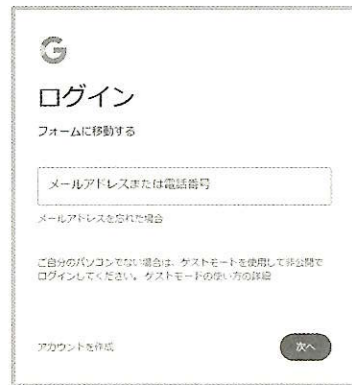 G
ログイン
フォームに移動する
メールアドレスまたは電話番号
メールアドレスを忘れた場合
ご自分のパソコンでない場合は、ゲストモードを使用して非公開で
ログインしてください。ゲストモードの使い方の詳細
アカウントを作成
次へ